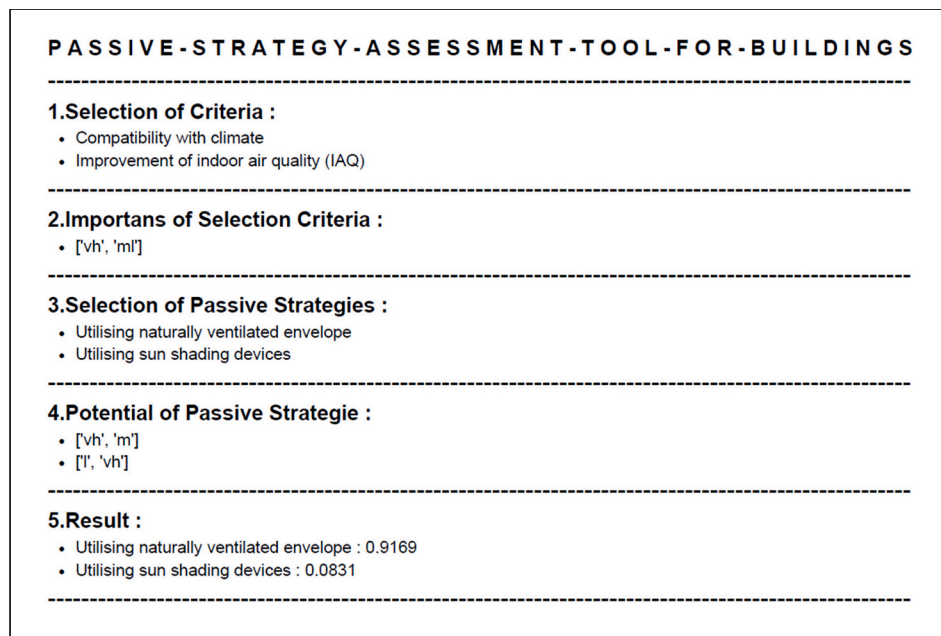 PASSIVE-STRATEGY-ASSESSMENT-TOOL-FOR-BUILDINGS
1.Selection of Criteria :
• Compatibility with climate
• Improvement of indoor air quality (IAQ)
2.Importans of Selection Criteria :
• ['vh', 'ml']
3.Selection of Passive Strategies :
• Utilising naturally ventilated envelope
• Utilising sun shading devices
4.Potential of Passive Strategie :
• ['vh', 'm']
• ['l', 'vh']
5.Result :
• Utilising naturally ventilated envelope : 0.9169
• Utilising sun shading devices : 0.0831